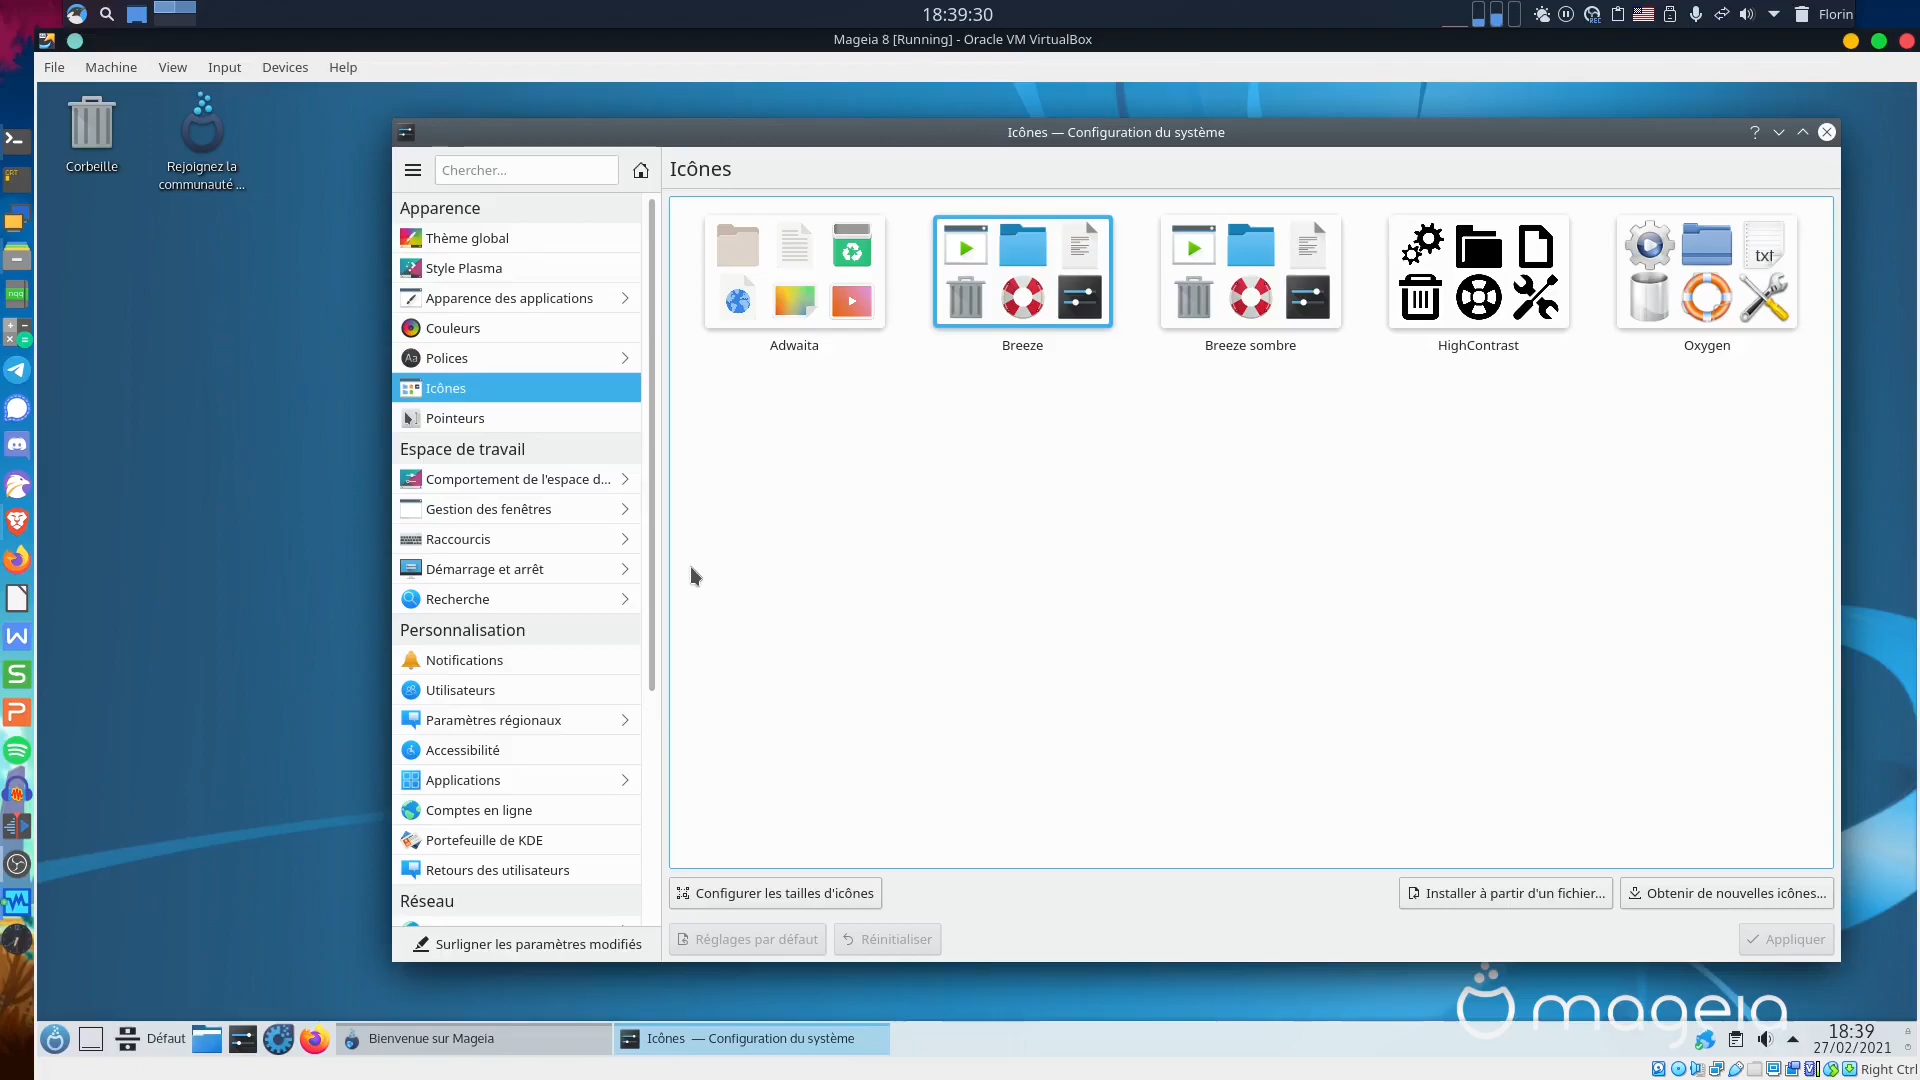 18:39:30
Florin
Mageia 8 [Running] - Oracle VM VirtualBox
File Machine View Input Devices Help
Corbeille
Rejoignez la
communauté ...
Icônes — Configuration du système
Chercher...
Icônes
Apparence
Thème global
Style Plasma
Apparence des applications
Couleurs
Polices
Icônes
Pointeurs
Espace de travail
Comportement de l'espace d...
Gestion des fenêtres
Raccourcis
Démarrage et arrêt
Recherche
Personnalisation
Notifications
Utilisateurs
Paramètres régionaux
Accessibilité
Applications
Comptes en ligne
Portefeuille de KDE
Retours des utilisateurs
Réseau
Surligner les paramètres modifiés
txt
Adwaita
Breeze
Breeze sombre
HighContrast
Oxygen
Configurer les tailles d'icônes
Installer à partir d'un fichier...
Obtenir de nouvelles icônes...
Réglages par défaut
Réinitialiser
Appliquer
mageia
Défaut
Bienvenue sur Mageia
Icônes — Configuration du système
18:39
27/02/2021
Right Ctrl